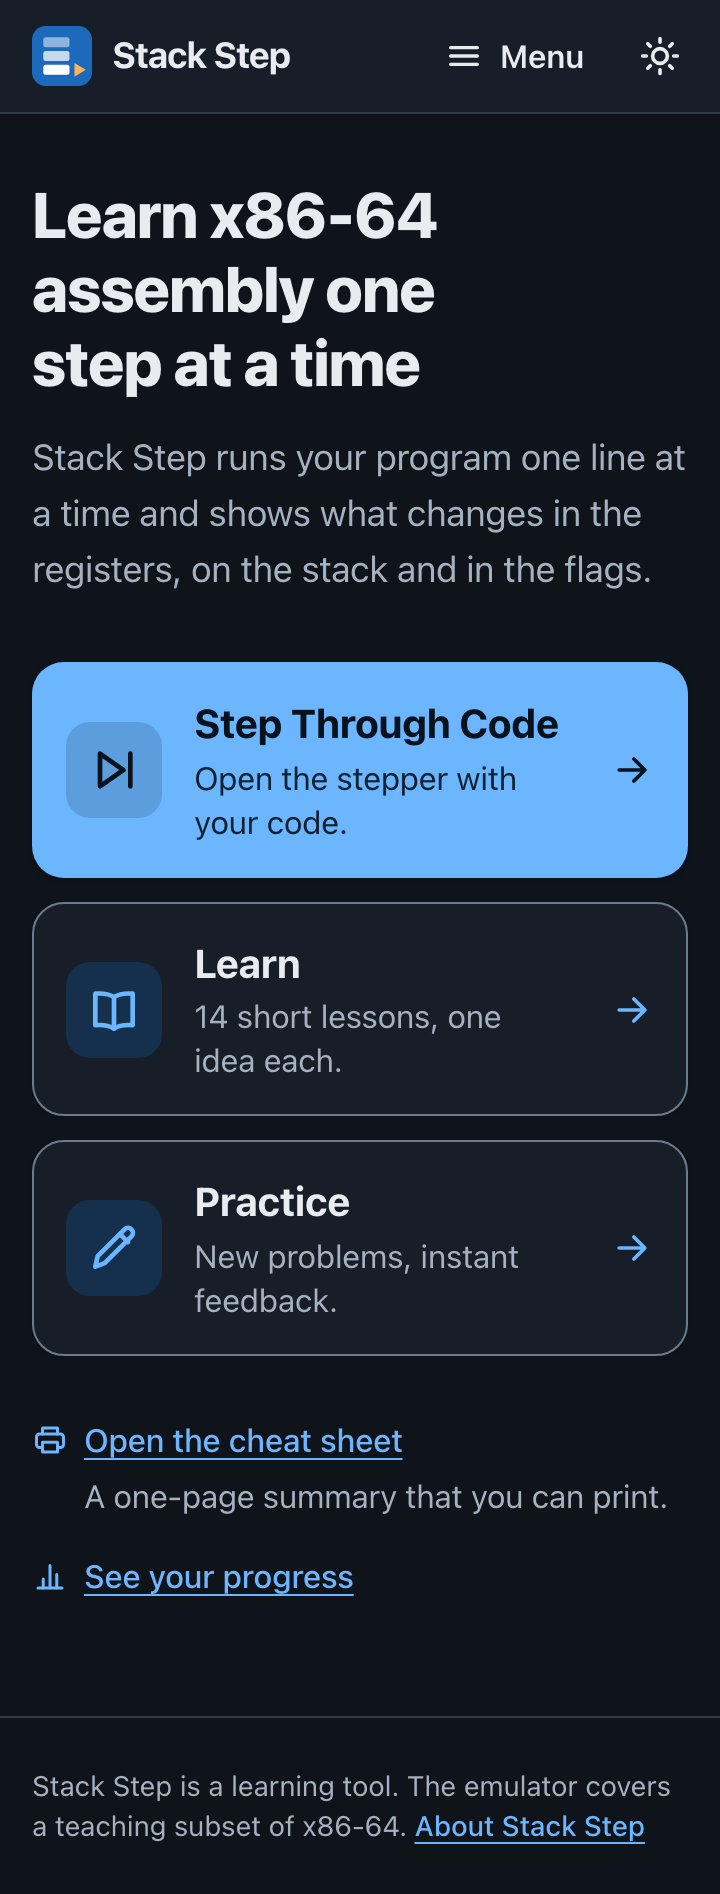 Stack Step
Menu
Learn x86-64
assembly one
step at a time
Stack Step runs your program one line at
a time and shows what changes in the
registers, on the stack and in the flags.
Step Through Code
Open the stepper with
your code.
Learn
14 short lessons, one
idea each.
Practice
New problems, instant
feedback.
Open the cheat sheet
A one-page summary that you can print.
See your progress
Stack Step is a learning tool. The emulator covers
a teaching subset of x86-64. About Stack Step